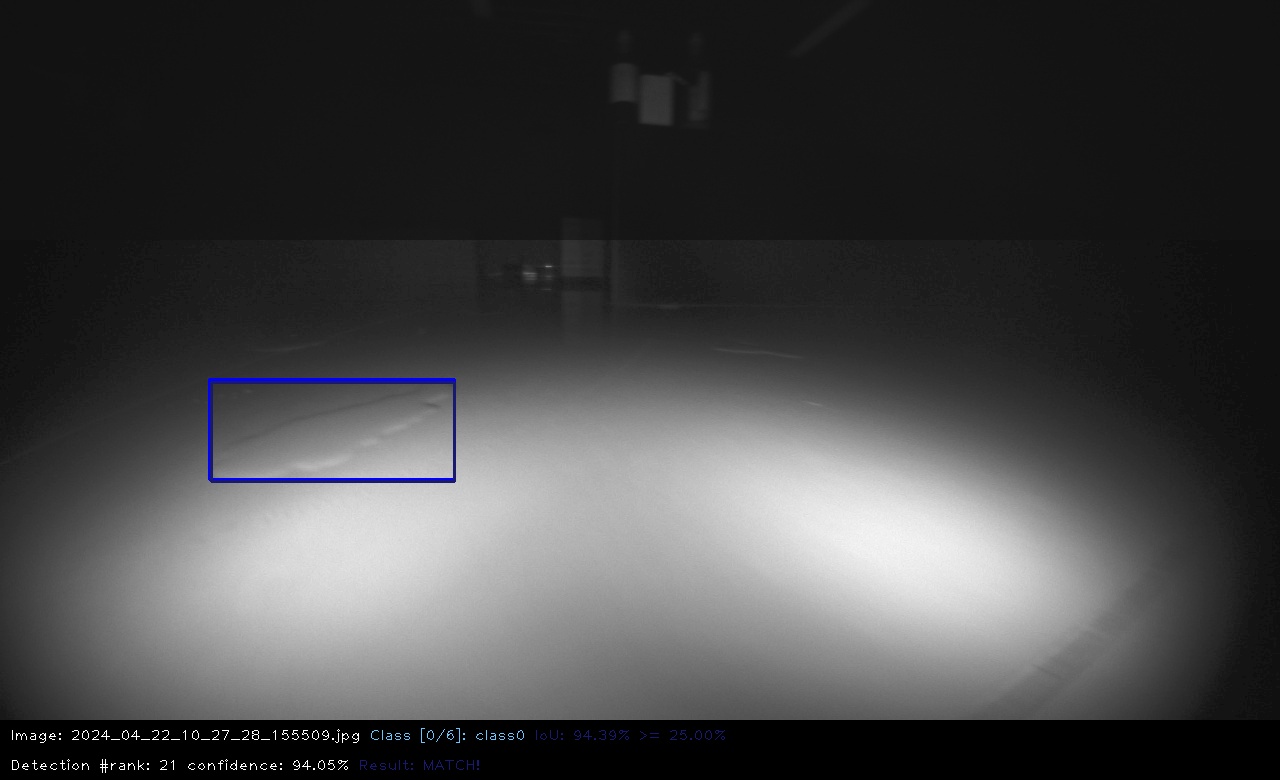 Image: 2024_04_22_10_27_28_155509.jpg Class [0/6]: class0 IoU: 94.39% >= 25.00%
Detection #rank: 21 confidence: 94.05% Result: MATCH!